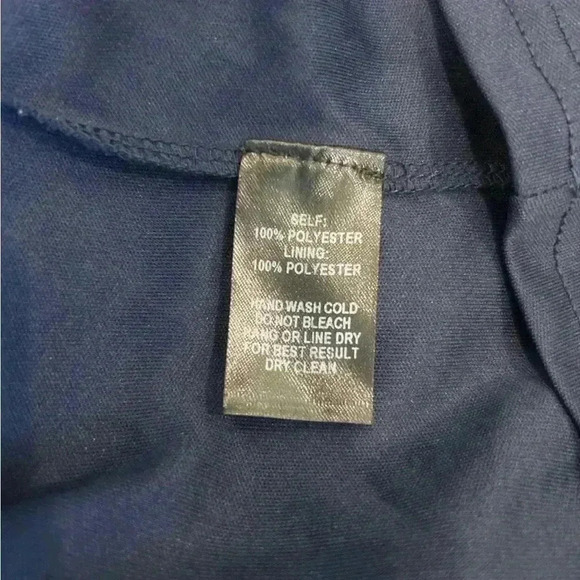 SELF:
100% POLYESTER
LINING:
100% POLYESTER
HAND WASH COLD
DO NOT BLEACH
HANG OR LINE DRY
FOR BEST RESULT
DRY CLEAN